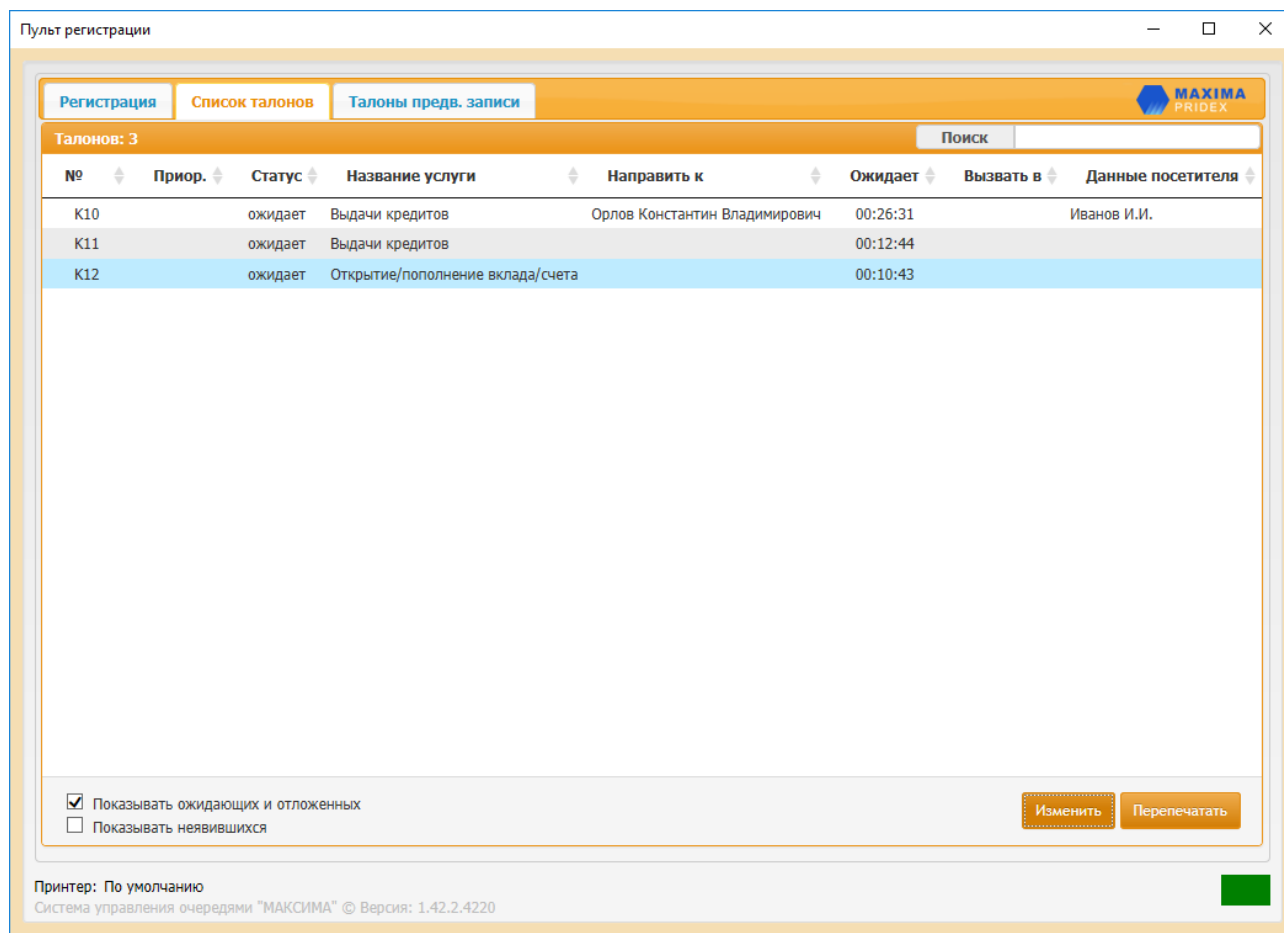 Пульт регистрации
Регистрация Список талонов Талоны предв. записи MAXIMA
PRIDEX
Талонов: 3 Поиск
№ Приор. Статус Название услуги Направить к Ожидает Вызвать в Данные посетителя
К10 ожидает Выдачи кредитов Орлов Константин Владимирович 00:26:31 Иванов И.И.
К11 ожидает Выдачи кредитов 00:12:44
К12 ожидает Открытие/пополнение вклада/счета 00:10:43
Показывать ожидающих и отложенных
Показывать неявившихся
Изменить Перепечатать
Принтер: По умолчанию
Система управления очередями "МАКСИМА" © Версия: 1.42.2.4220